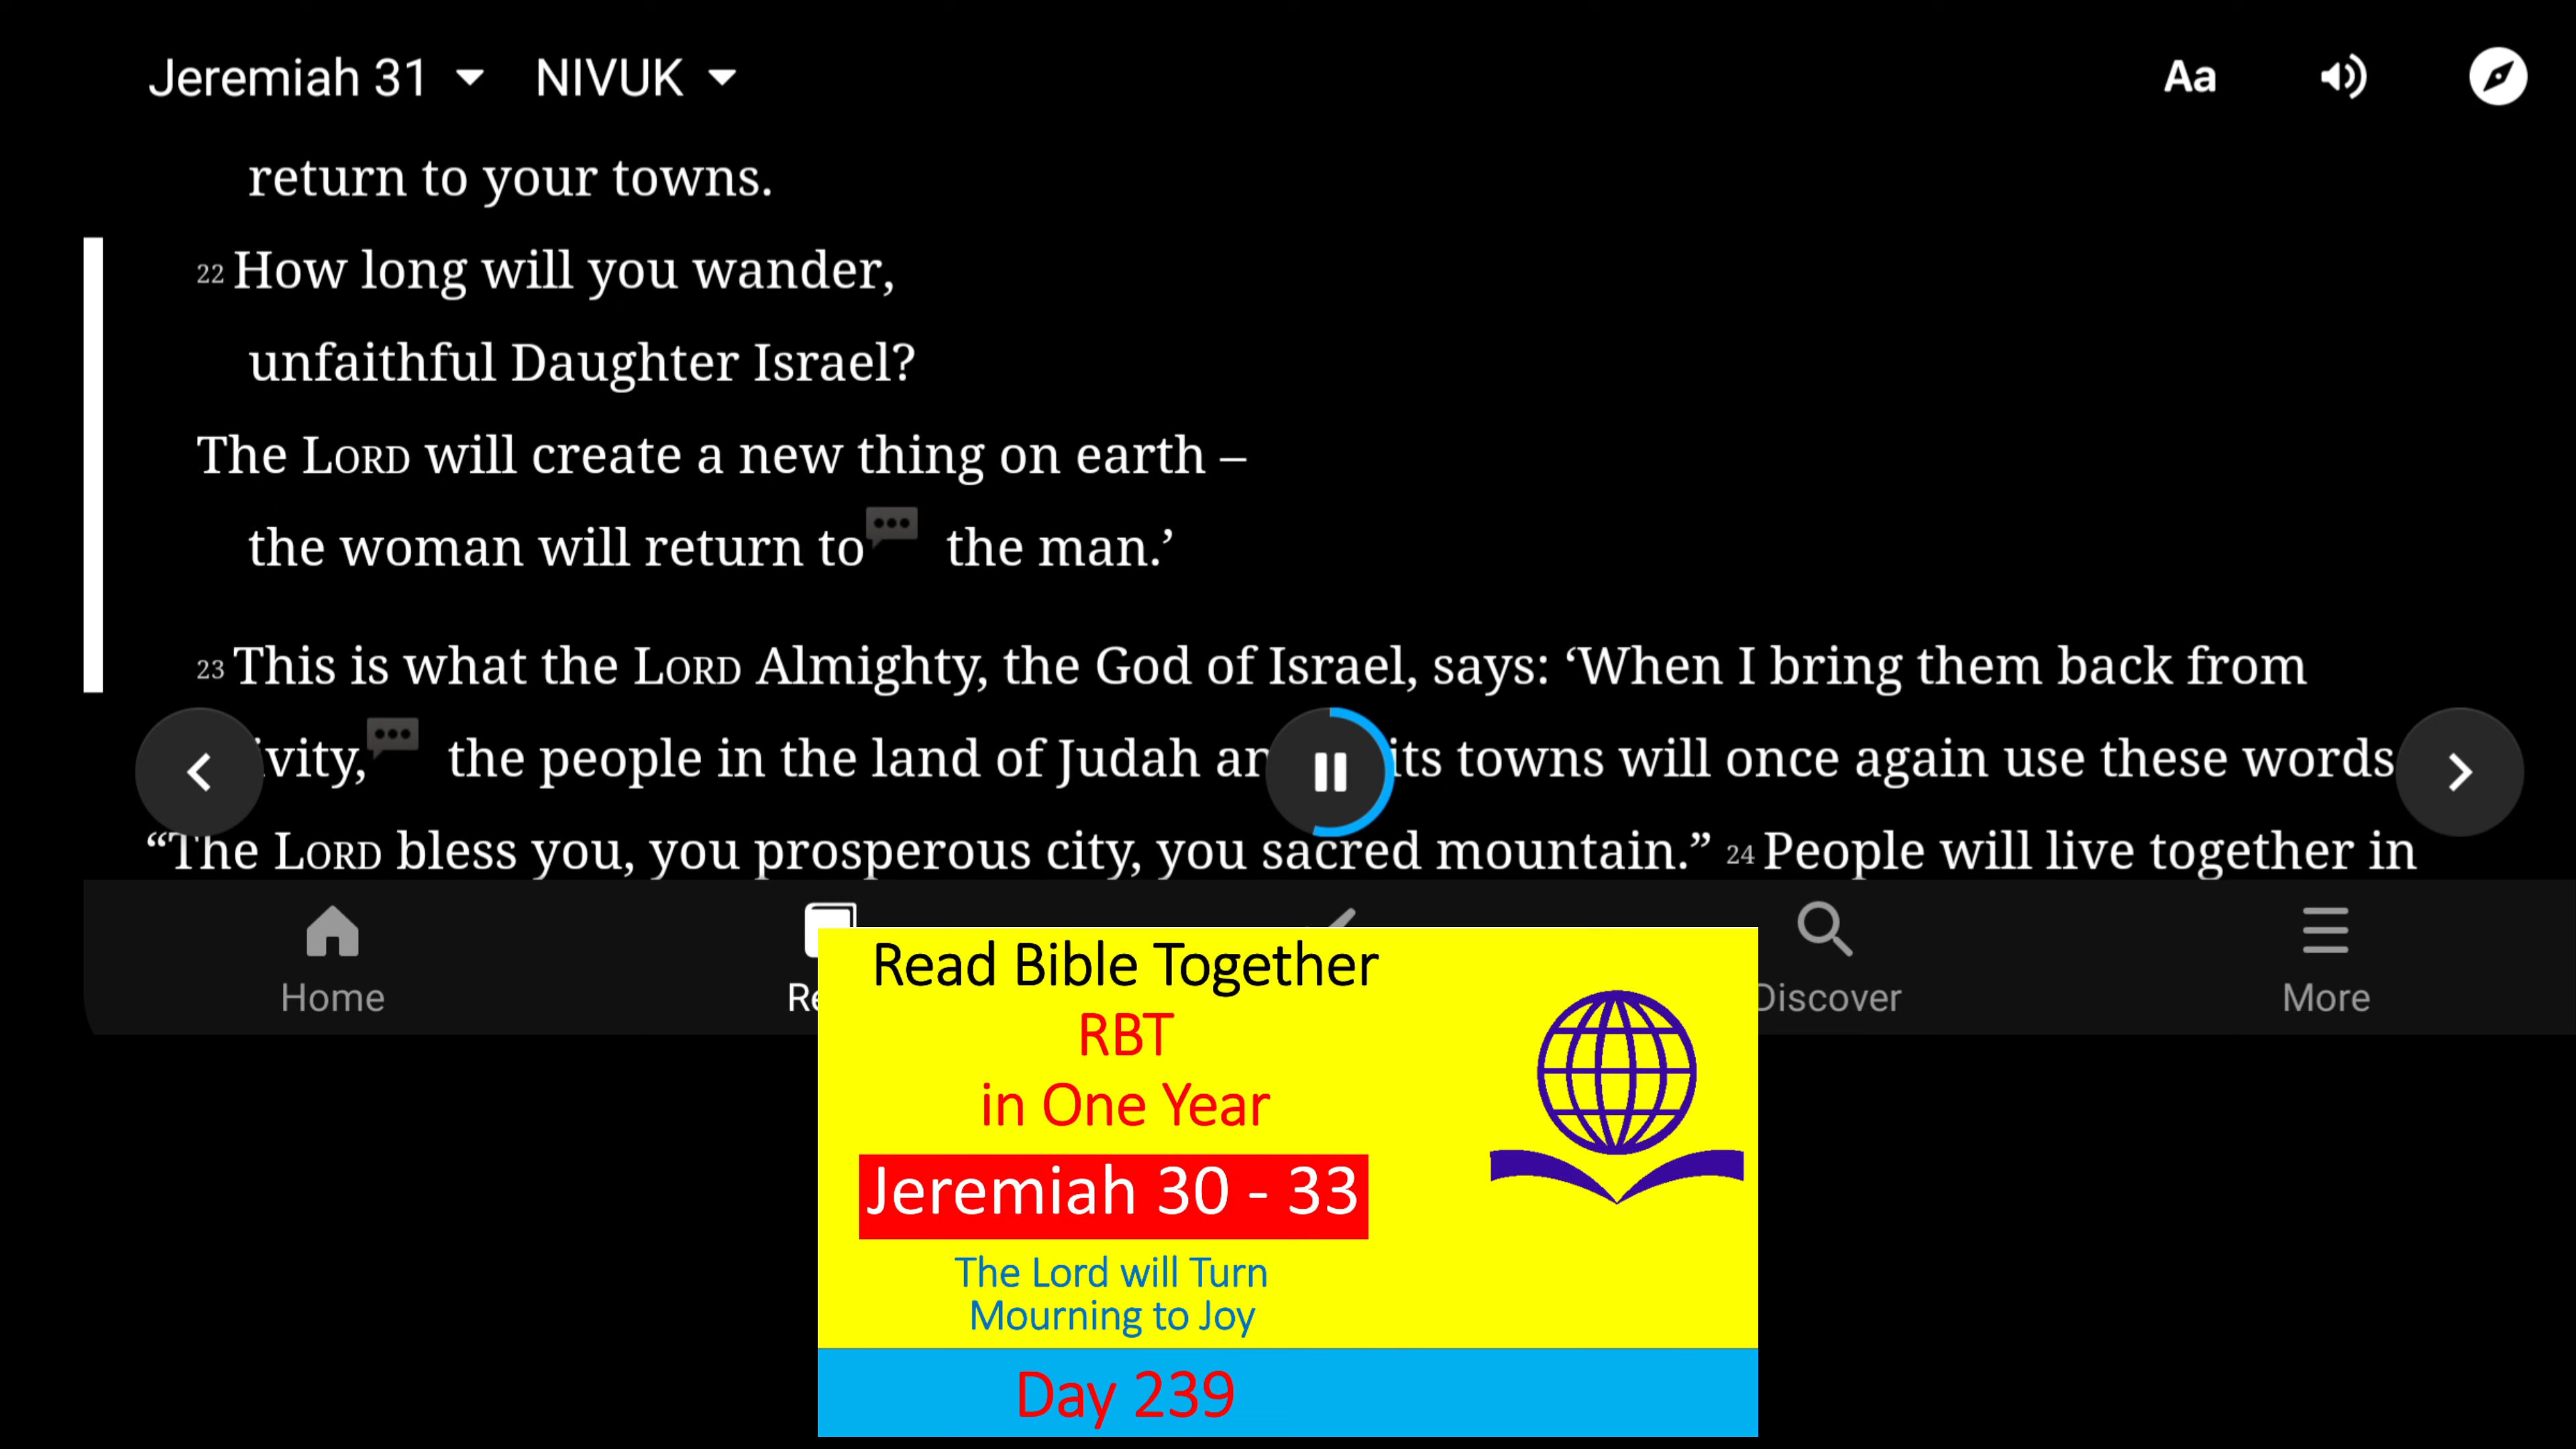 Jeremiah 31 NIVUK Aa
return to your towns.
22 How long will you wander,
unfaithful Daughter Israel?
The LORD will create a new thing on earth –
the woman will return to the man.’
23 This is what the LORD Almighty, the God of Israel, says: ‘When I bring them back from
the people in the land of Judah its towns will once again use these words
“The LORD bless you, you prosperous city, you sacred mountain.” 24 People will live together in
Home Discover More
Read Bible Together
RBT
in One Year
Jeremiah 30 - 33
The Lord will Turn
Mourning to Joy
Day 239